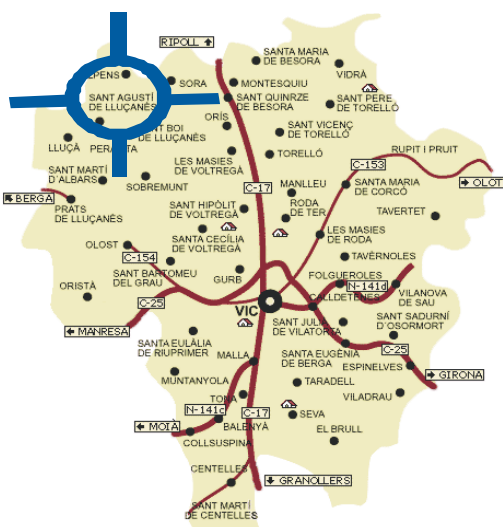 RIPOLL
SANTA MARIA
DE BESORA
VIDRÀ
SORA
MONTESQUIU
SANT AGUSTÍ
DE LLUÇANÈS
SANT QUIRZE
DE BESORA
SANT PERE
DE TORELLÓ
ORÍS
SANT VICENÇ
DE TORELLÓ
BOI
LLUÇANÈS
LLUÇÀ
RUPIT I PRUIT
LES MASIES
DE VOLTREGÀ
TORELLÓ
C-153
SANT MARTÍ
D'ALBARS
SOBREMUNT
C-17
MANLLEU
SANTA MARIA
DE CORCÓ
OLOT
BERGA
PRATS
DE LLUÇANÈS
SANT HIPÒLIT
DE VOLTREGÀ
RODA
DE TER
TAVERTET
SANTA CECÍLIA
DE VOLTREGÀ
LES MASIES
DE RODA
OLOST
C-154
TAVÈRNOLES
SANT BARTOMEU
DEL GRAU
GURB
FOLGUEROLES
N-141d
ORISTÀ
C-25
VIC
CALLDETENES
VILANOVA
DE SAU
MANRESA
SANT JULIÀ
DE VILATORTA
SANT SADURNÍ
D'OSORMORT
SANTA EULÀLIA
DE RIUPRIMER
MALLA
SANTA EUGÈNIA
DE BERGA
C-25
ESPINELVES
GIRONA
MUNTANYOLA
TARADELL
TONA
VILADRAU
N-141c
C-17
SEVA
MOIÀ
BALENYÀ
EL BRULL
COLLSUSPINA
CENTELLES
GRANOLLERS
SANT MARTÍ
DE CENTELLES